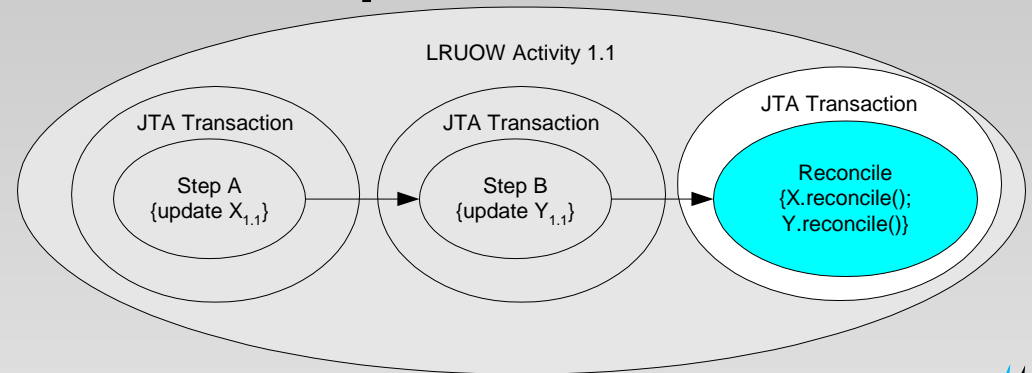 LRUOW Activity 1.1
JTA Transaction
Step A
{update X1.1}
JTA Transaction
Step B
{update Y1.1}
JTA Transaction
Reconcile
{X.reconcile();
Y.reconcile()}